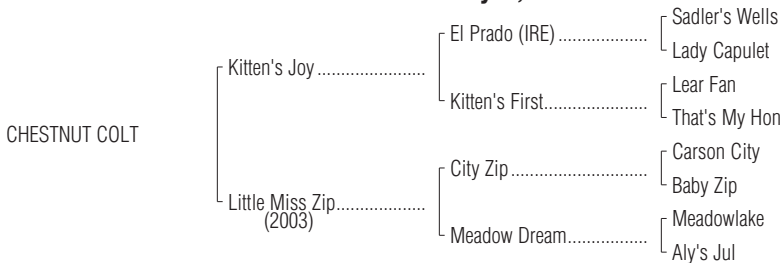 Sadler's Wells
El Prado (IRE) ...................
Lady Capulet
Kitten's Joy .......................
Lear Fan
Kitten's First......................
That's My Hon
CHESTNUT COLT
Carson City
City Zip .............................
Baby Zip
Little Miss Zip...................
(2003)
Meadowlake
Meadow Dream.................
Aly's Jul